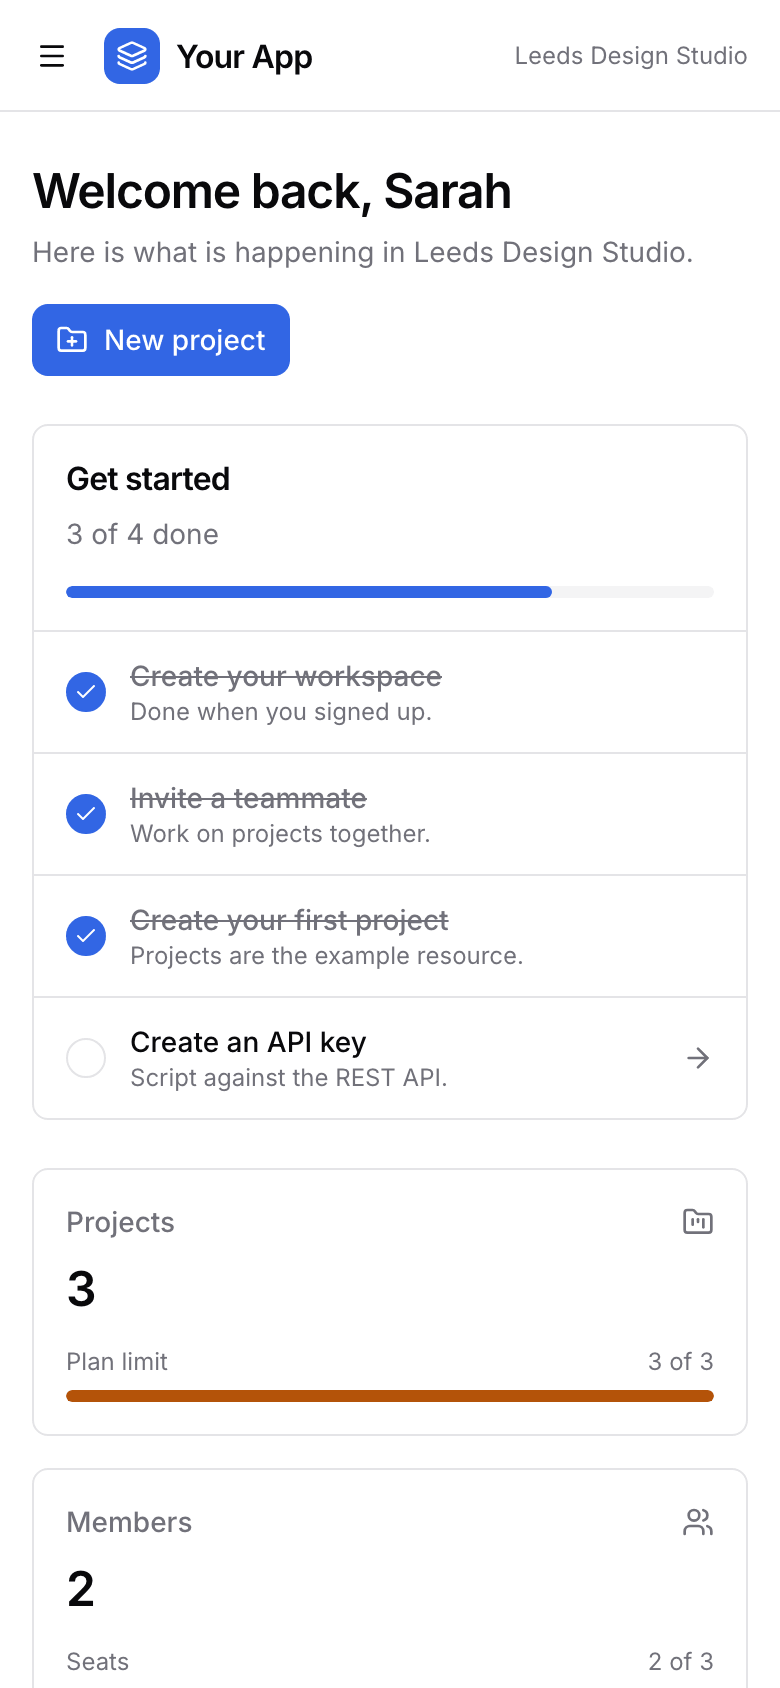 Your App
Leeds Design Studio
Welcome back, Sarah
Here is what is happening in Leeds Design Studio.
New project
Get started
3 of 4 done
Create your workspace
Done when you signed up.
Invite a teammate
Work on projects together.
Create your first project
Projects are the example resource.
Create an API key
Script against the REST API.
Projects
3
Plan limit
3 of 3
Members
2
Seats
2 of 3